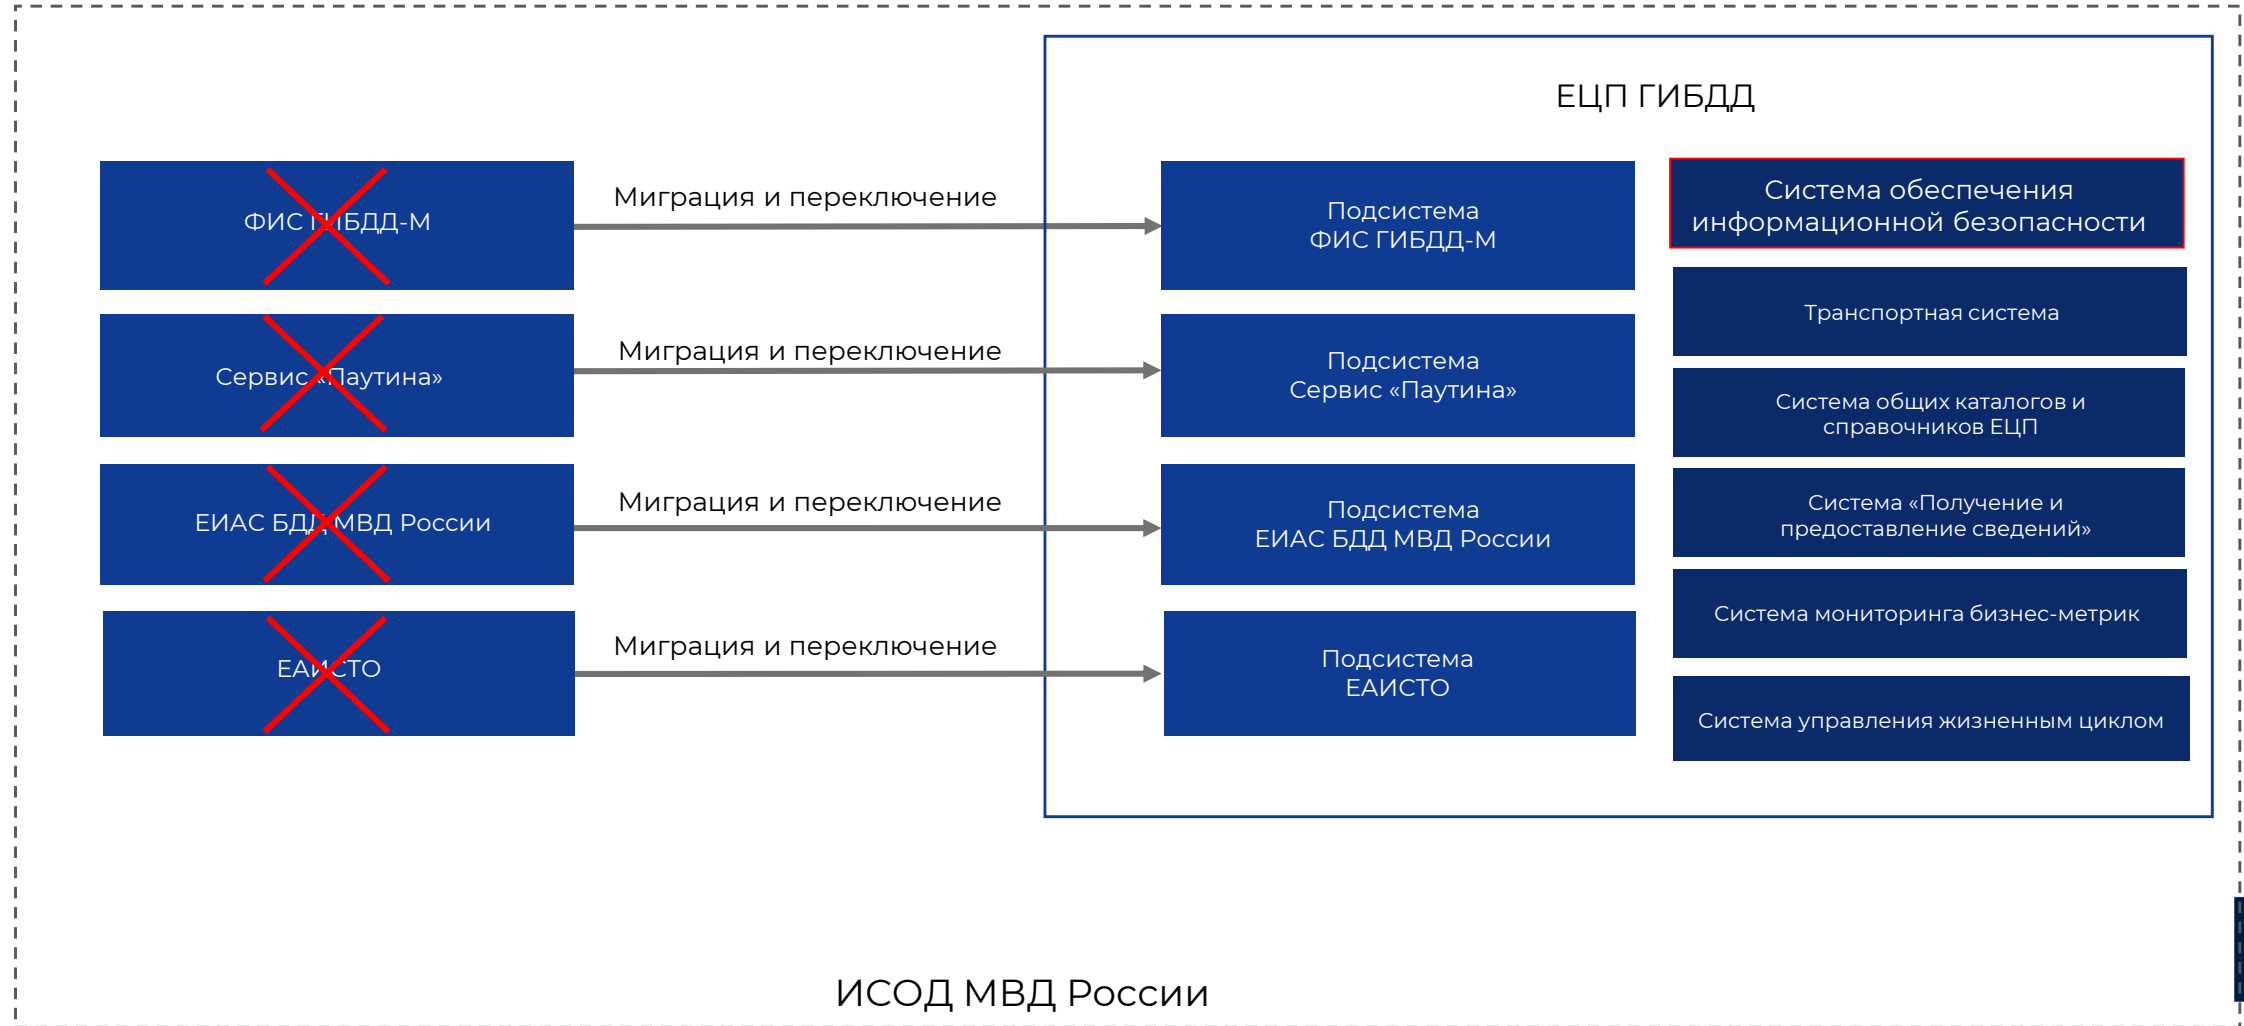 ЕЦП ГИБДД
ФИС ГИБДД-М
Миграция и переключение
Подсистема
ФИС ГИБДД-М
Сервис «Паутина»
Миграция и переключение
Подсистема
Сервис «Паутина»
ЕИАС БДД МВД России
Миграция и переключение
Подсистема
ЕИАС БДД МВД России
ЕАИСТО
Миграция и переключение
Подсистема
ЕАИСТО
Система обеспечения
информационной безопасности
Транспортная система
Система общих каталогов и
справочников ЕЦП
Система «Получение и
предоставление сведений»
Система мониторинга бизнес-метрик
Система управления жизненным циклом
ИСОД МВД России